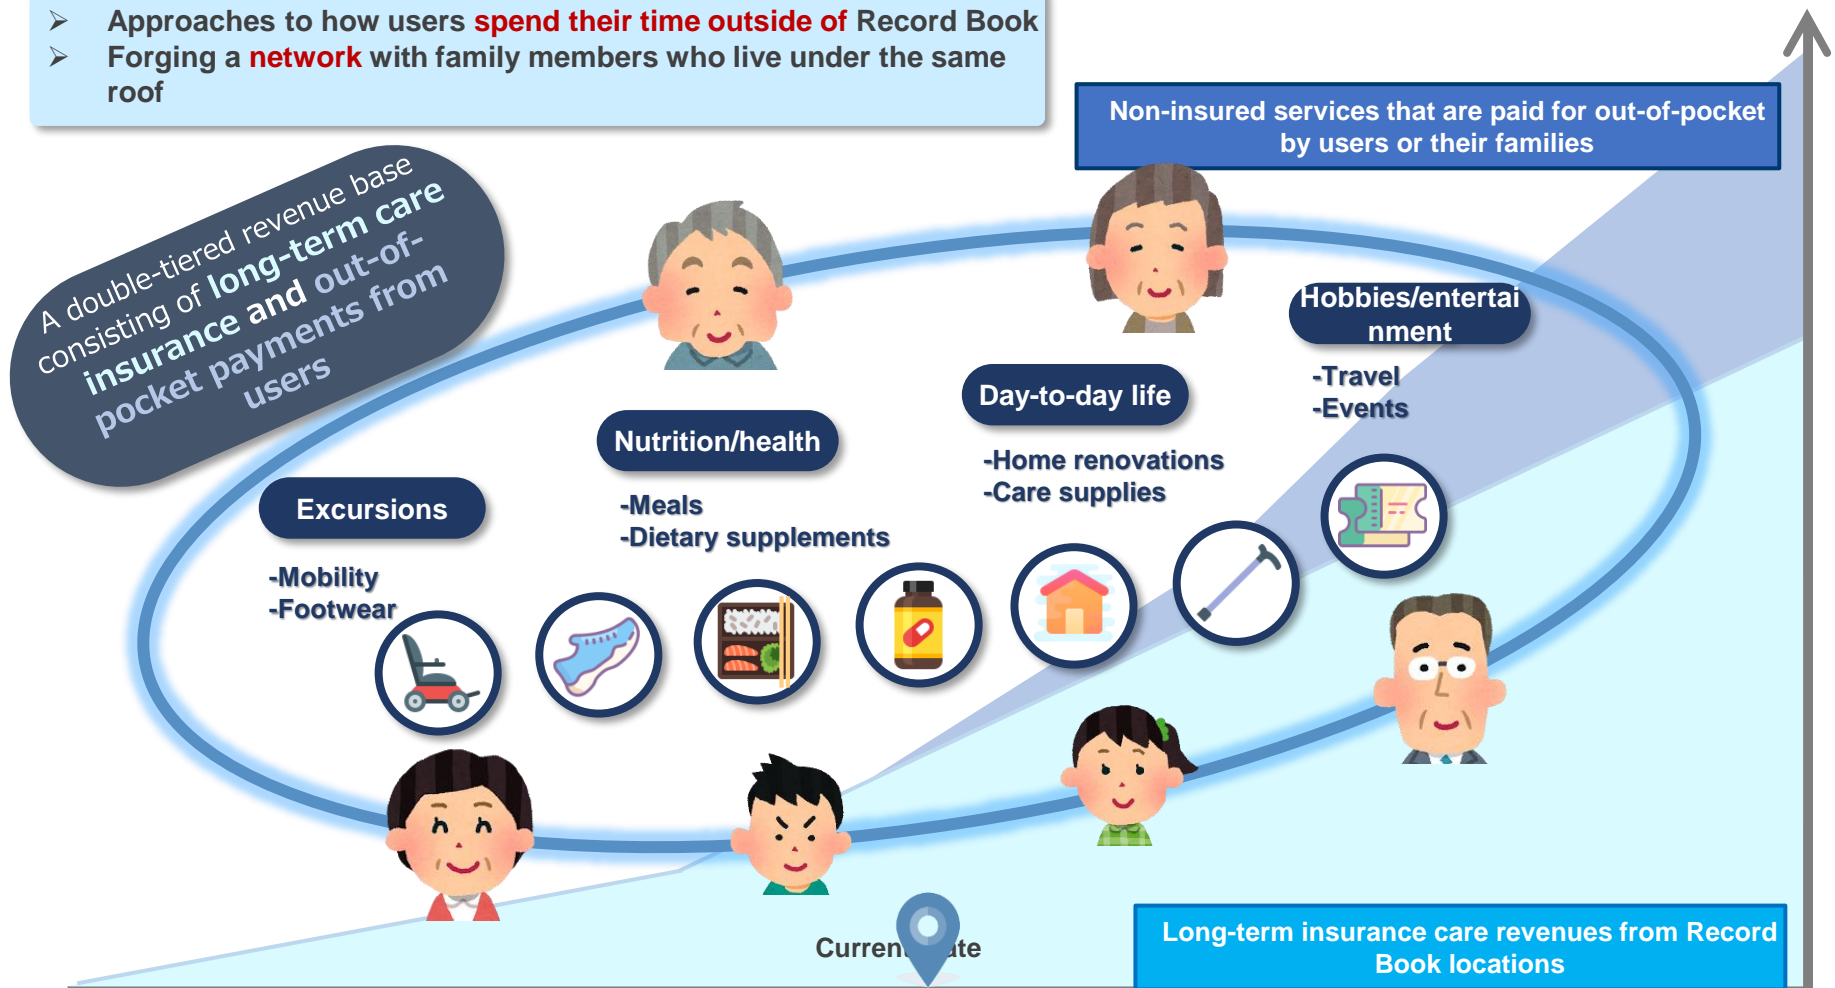 ➢ Approaches to how users spend their time outside of Record Book
➢ Forging a network with family members who live under the same
roof
Non-insured services that are paid for out-of-pocket
by users or their families
A double-tiered revenue base
consisting of long-term care
insurance and out-of-
pocket payments from
users
Hobbies/entertai
nment
-Travel
-Events
Day-to-day life
-Home renovations
-Care supplies
Nutrition/health
-Meals
-Dietary supplements
Excursions
-Mobility
-Footwear
Current
Long-term insurance care revenues from Record
Book locations